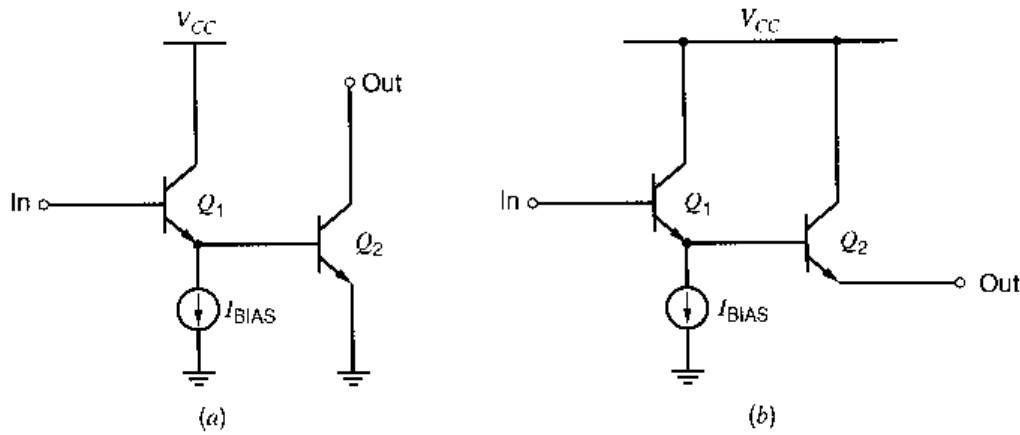 V_CC
Out
In
Q_1
Q_2
I_BIAS
(a)
V_CC
In
Q_1
Q_2
I_BIAS
Out
(b)